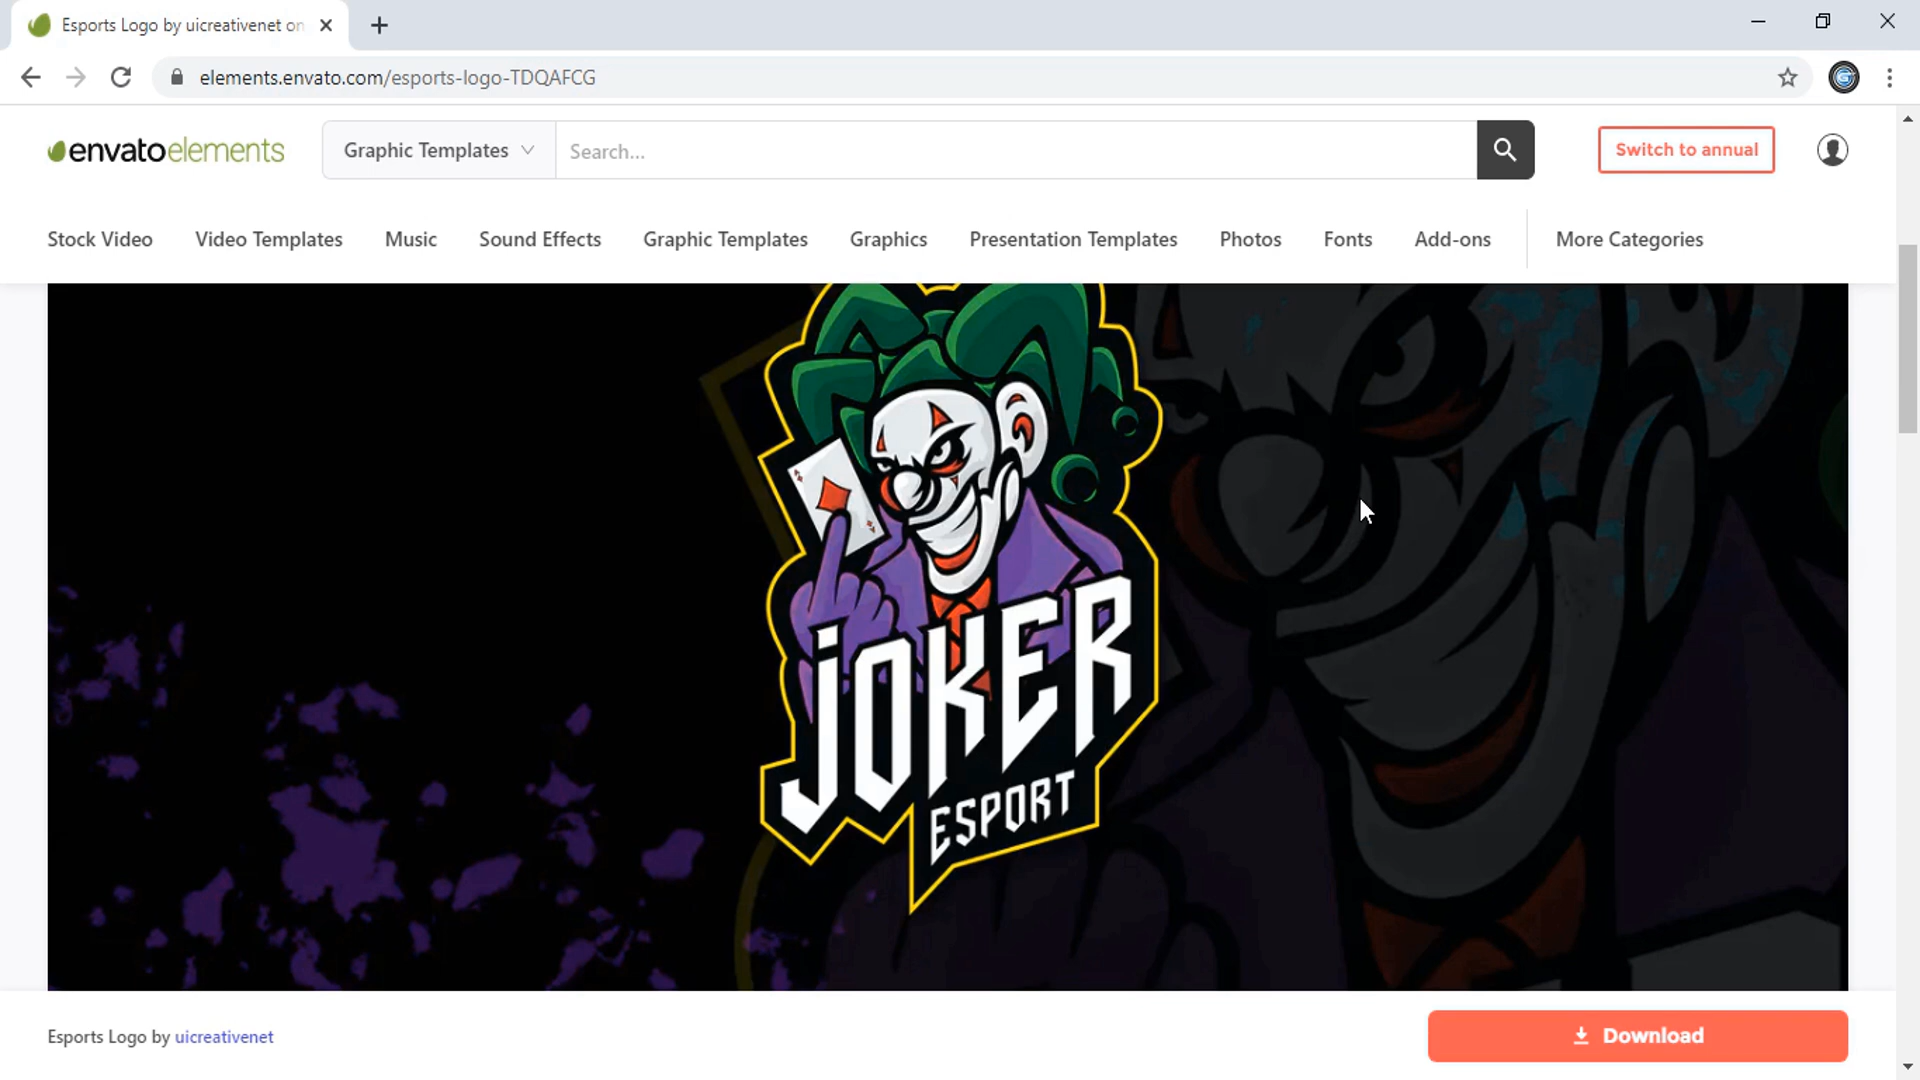 Esports Logo by uicreativenet on
elements.envato.com/esports-logo-TDQAFCG
envatoelements
Graphic Templates
Search...
Switch to annual
Stock Video
Video Templates
Music
Sound Effects
Graphic Templates
Graphics
Presentation Templates
Photos
Fonts
Add-ons
More Categories
JOKER
ESPORT
Esports Logo by uicreativenet
Download